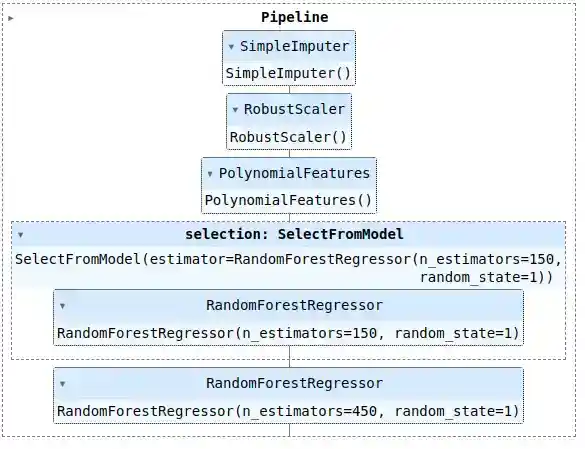 Pipeline
SimpleImputer
SimpleImputer()
RobustScaler
RobustScaler()
PolynomialFeatures
PolynomialFeatures()
selection: SelectFromModel
SelectFromModel(estimator=RandomForestRegressor(n_estimators=150,
random_state=1))
RandomForestRegressor
RandomForestRegressor(n_estimators=150, random_state=1)
RandomForestRegressor
RandomForestRegressor(n_estimators=450, random_state=1)